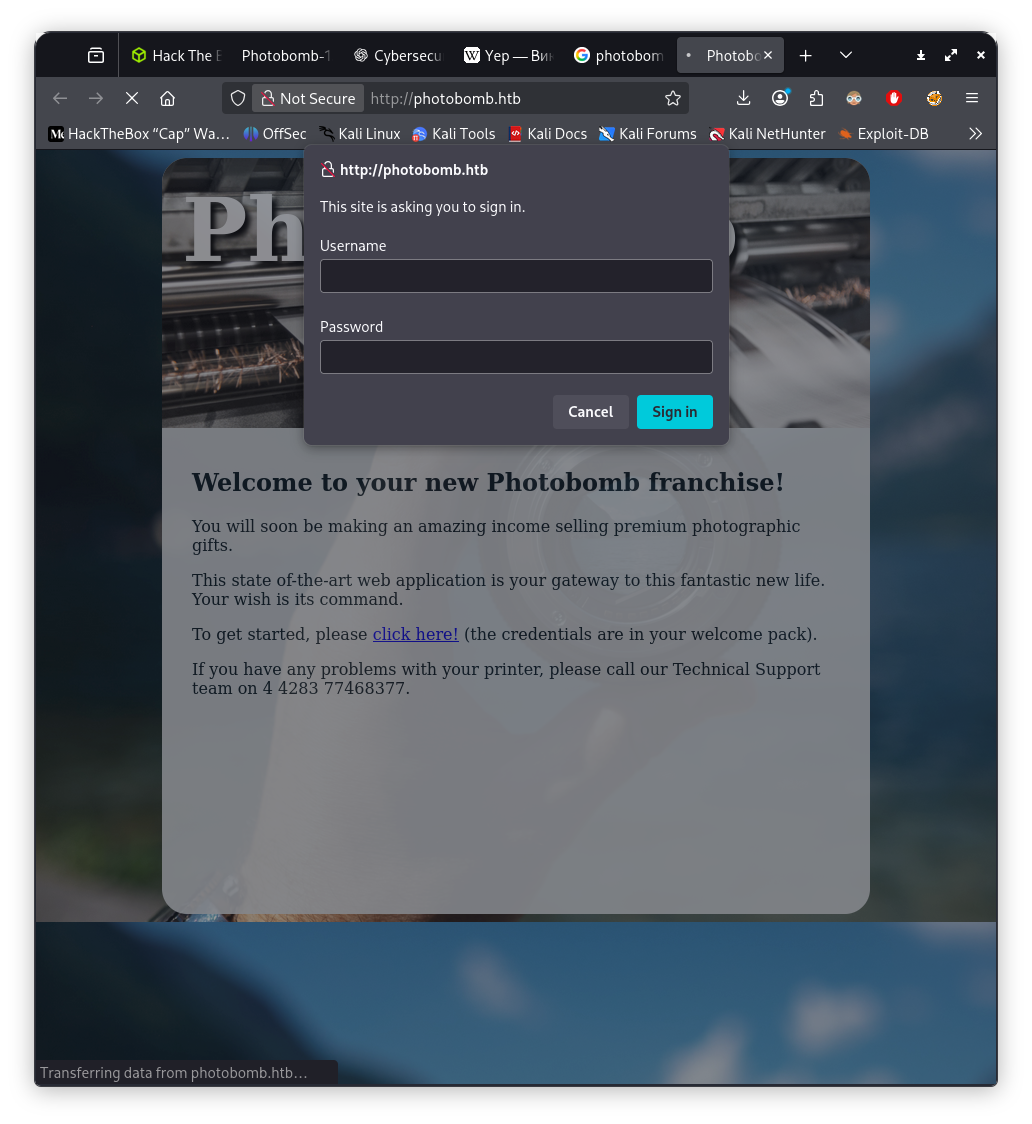 Hack The B
Photobomb-1
Cybersecu
Yep — Ви
photobom
Photobo
Not Secure
http://photobomb.htb
HackTheBox “Cap” Wa…
OffSec
Kali Linux
Kali Tools
Kali Docs
Kali Forums
Kali NetHunter
Exploit-DB
http://photobomb.htb
This site is asking you to sign in.
Username
Password
Cancel
Sign in
Ph
Welcome to your new Photobomb franchise!
You will soon be making an amazing income selling premium photographic
gifts.
This state of-the-art web application is your gateway to this fantastic new life.
Your wish is its command.
To get started, please click here! (the credentials are in your welcome pack).
If you have any problems with your printer, please call our Technical Support
team on 4 4283 77468377.
Transferring data from photobomb.htb…